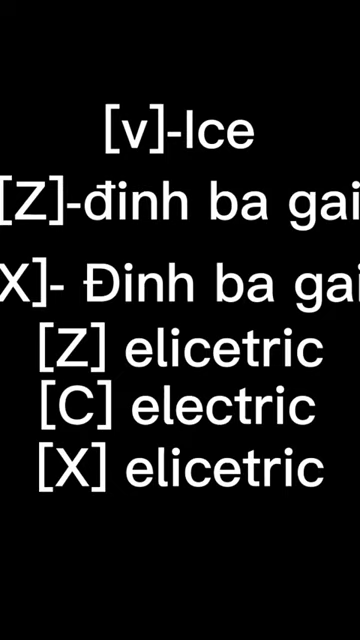 [v]-Ice
[Z]-đinh ba gai
X]- Đinh ba gai
[Z] elicetric
[C] electric
[X] elicetric